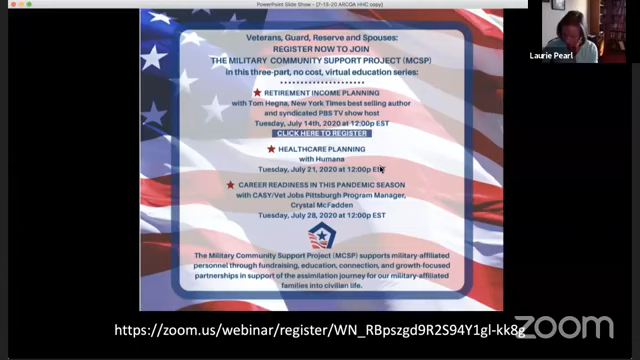 PowerPoint Slide Show - [7-13-20 ARCOA HHC copy]
Laurie Pearl
Veterans, Guard, Reserve and Spouses:
REGISTER NOW TO JOIN
THE MILITARY COMMUNITY SUPPORT PROJECT (MCSP)
in this three-part, no cost, virtual education series:
RETIREMENT INCOME PLANNING
with Tom Hegna, New York Times best selling author
and syndicated PBS TV show host
Tuesday, July 14th, 2020 at 12:00p EST
CLICK HERE TO REGISTER
HEALTHCARE PLANNING
with Humana
Tuesday, July 21, 2020 at 12:00p EST
CAREER READINESS IN THIS PANDEMIC SEASON
with CASY/Vet Jobs Pittsburgh Program Manager,
Crystal McFadden
Tuesday, July 28, 2020 at 12:00p EST
The Military Community Support Project (MCSP) supports military-affiliated
personnel through fundraising, education, connection, and growth-focused
partnerships in support of the assimilation journey for our military-affiliated
families into civilian life.
https://zoom.us/webinar/register/WN_RBpszgd9R2S94Y1gl-kk8g
zoom